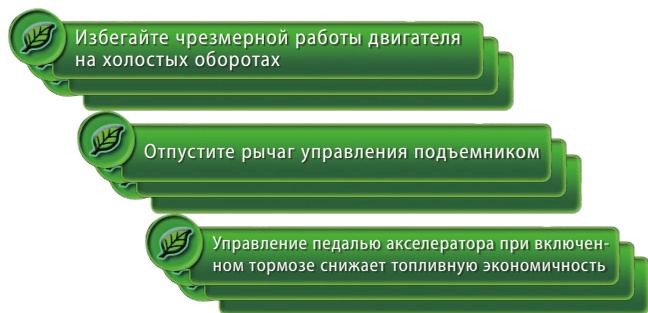 Избегайте чрезмерной работы двигателя
на холостых оборотах
Отпустите рычаг управления подъемником
Управление педалью акселератора при включен-
ном тормозе снижает топливную экономичность